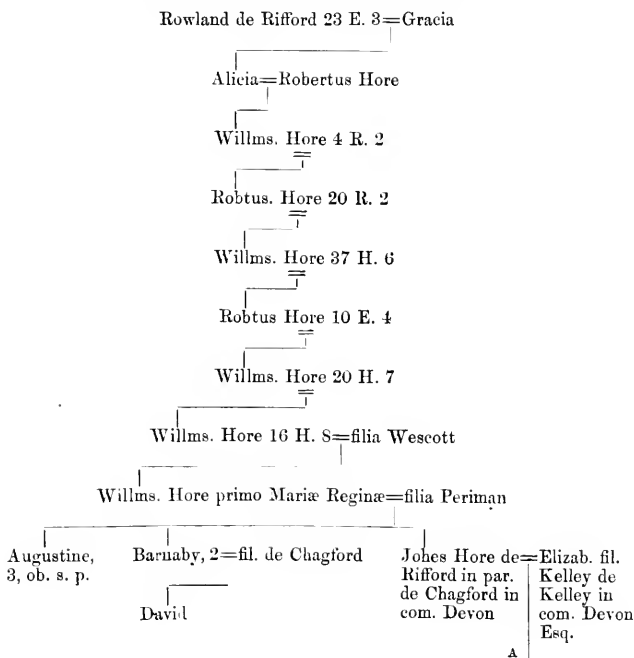 Rowland de Rifford 23 E. 3=Gracia
Alicia=Robertus Hore
Willms. Hore 4 R. 2
Robtus. Hore 20 R. 2
Willms. Hore 37 H. 6
Robtus Hore 10 E. 4
Willms. Hore 20 H. 7
Willms. Hore 16 H. 8=filia Wescott
Willms. Hore primo Mariæ Reginæ=filia Periman
Augustine,
3, ob. s. p.
Barnaby, 2=fil. de Chagford
David
Johes Hore de
Rifford in par.
de Chagford in
com. Devon
=Elizab. fil.
Kelley de
Kelley in
com. Devon
Esq.
A